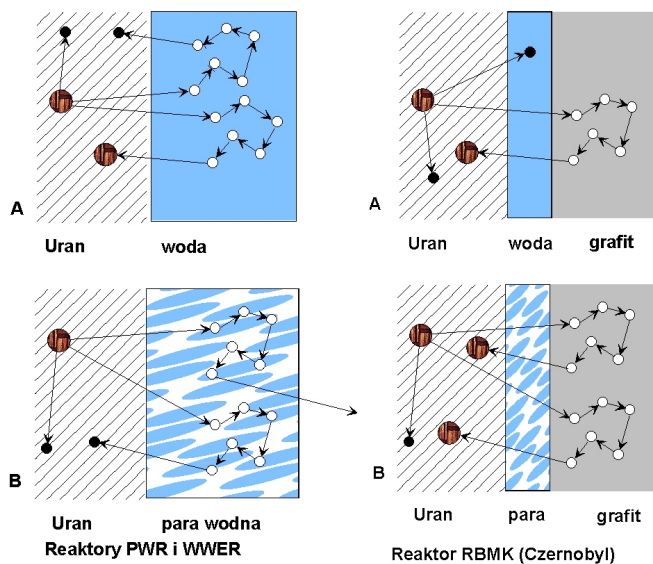 A
Uran woda
A
Uran woda grafit
B
Uran para wodna
Reaktory PWR i WWER
B
Uran para grafit
Reaktor RBMK (Czernobyl)